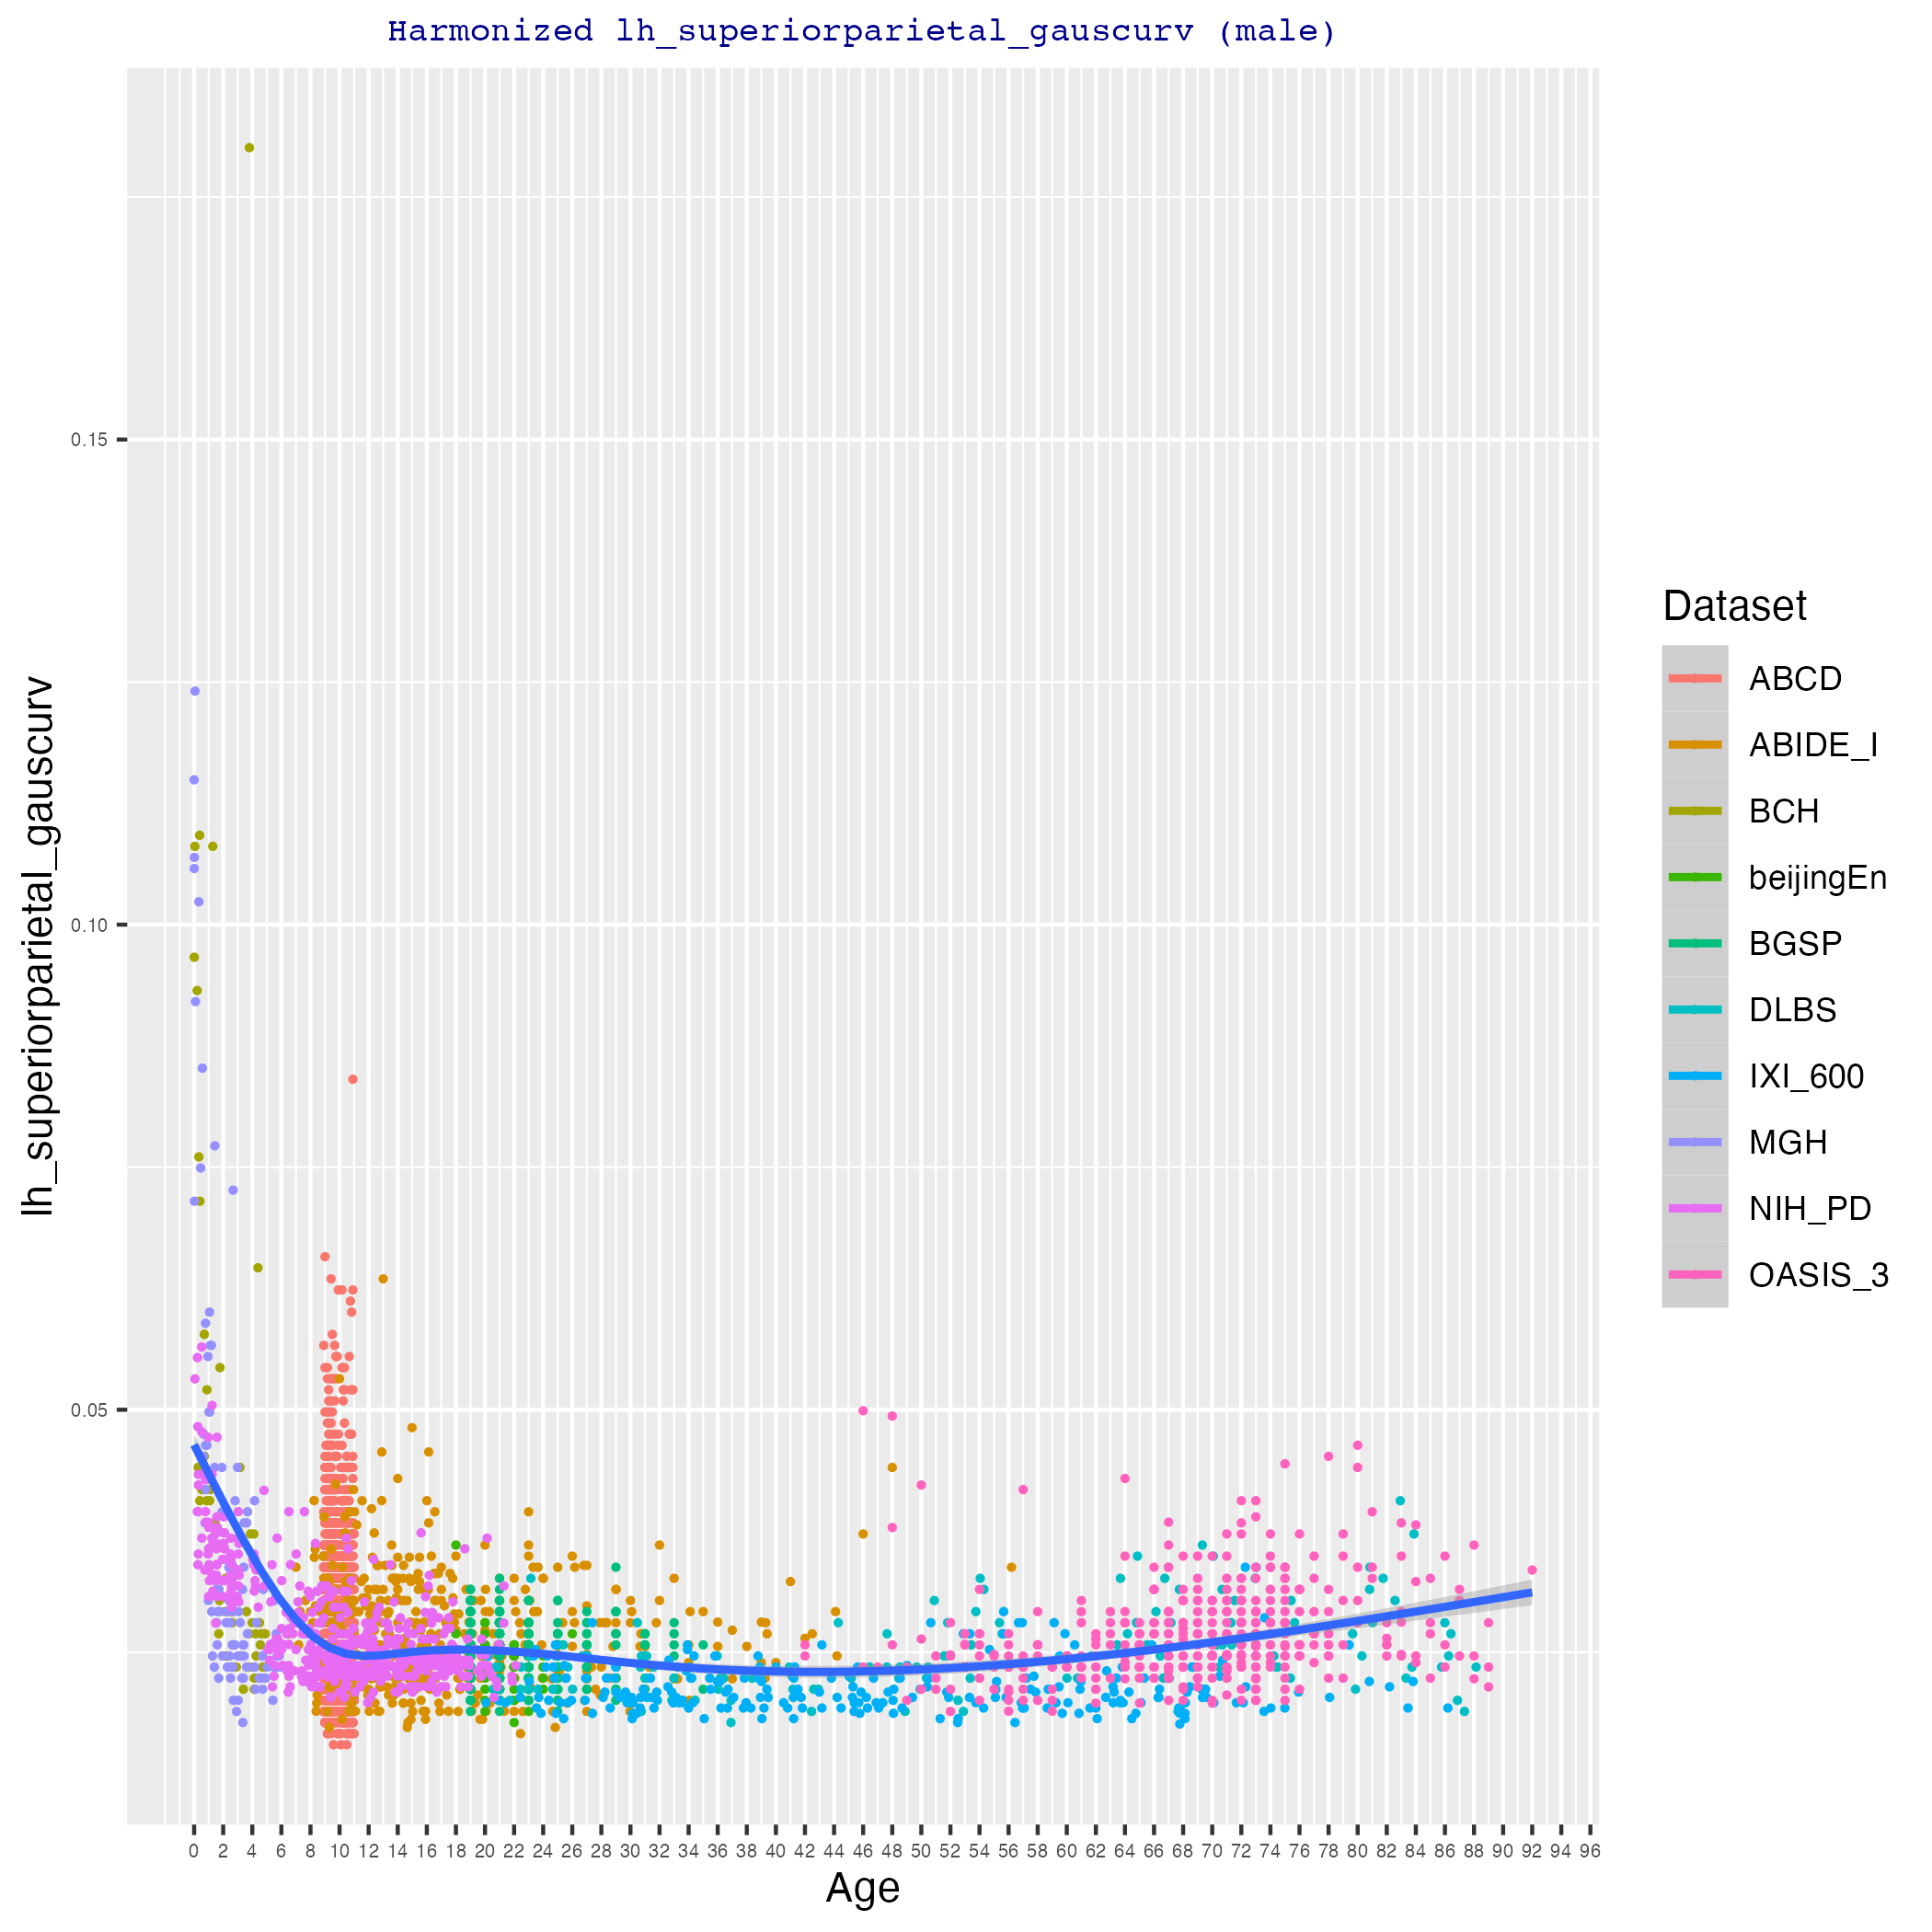 Harmonized lh_superiorparietal_gauscurv (male)
lh_superiorparietal_gauscurv
0.15
0.10
0.05
0 2 4 6 8 10 12 14 16 18 20 22 24 26 28 30 32 34 36 38 40 42 44 46 48 50 52 54 56 58 60 62 64 66 68 70 72 74 76 78 80 82 84 86 88 90 92 94 96
Age
Dataset
ABCD
ABIDE_I
BCH
beijingEn
BGSP
DLBS
IXI_600
MGH
NIH_PD
OASIS_3